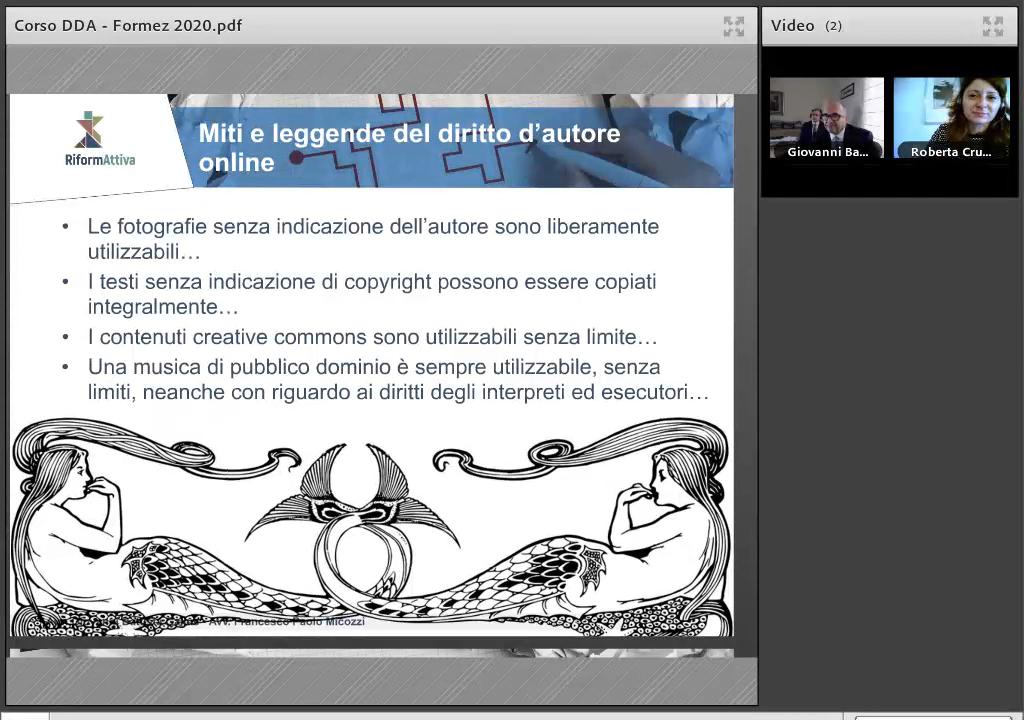 Corso DDA - Formez 2020.pdf
Video (2)
RiformAttiva
Miti e leggende del diritto d’autore
online
Giovanni Ba...
Roberta Cru...
• Le fotografie senza indicazione dell’autore sono liberamente
utilizzabili…
• I testi senza indicazione di copyright possono essere copiati
integralmente…
• I contenuti creative commons sono utilizzabili senza limite…
• Una musica di pubblico dominio è sempre utilizzabile, senza
limiti, neanche con riguardo ai diritti degli interpreti ed esecutori…
Avv. Francesco Paolo Micozzi